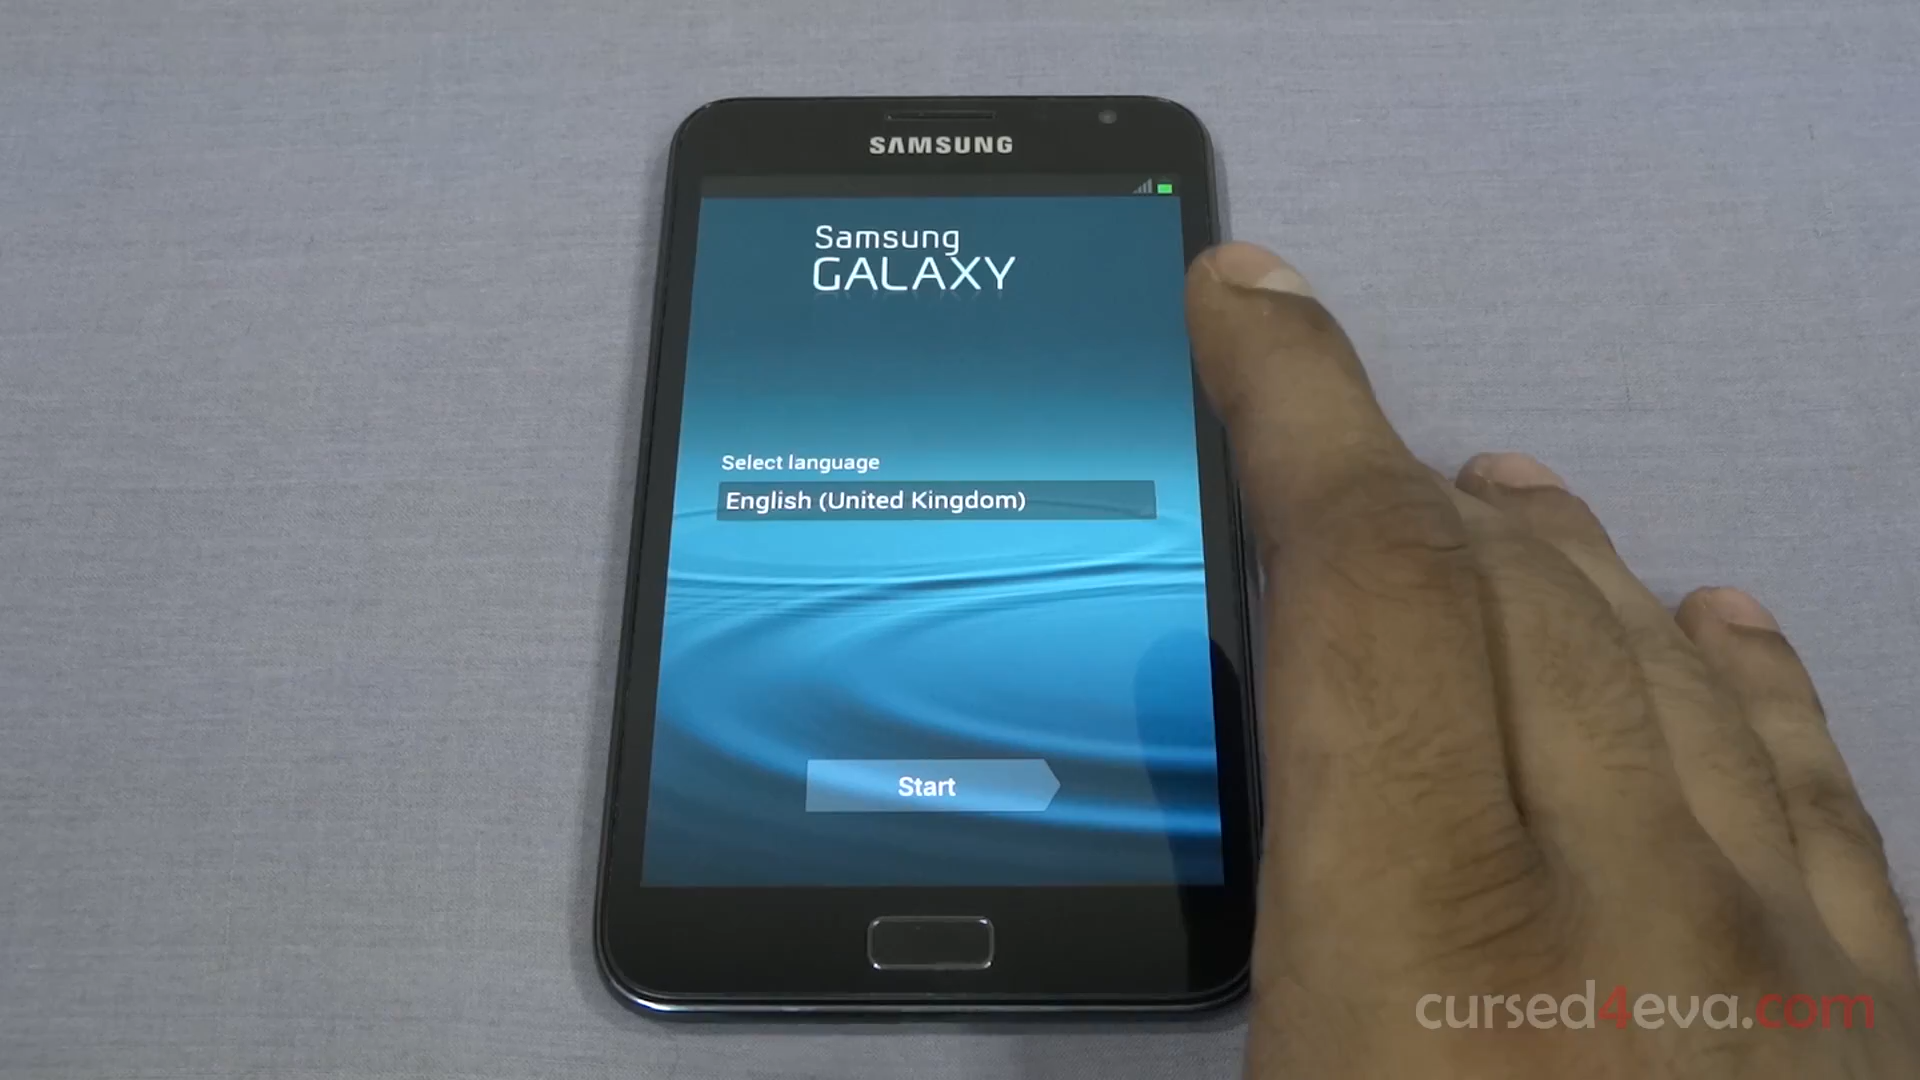 SAMSUNG
Samsung
GALAXY
Select language
English (United Kingdom)
Start
cursed4eva.com